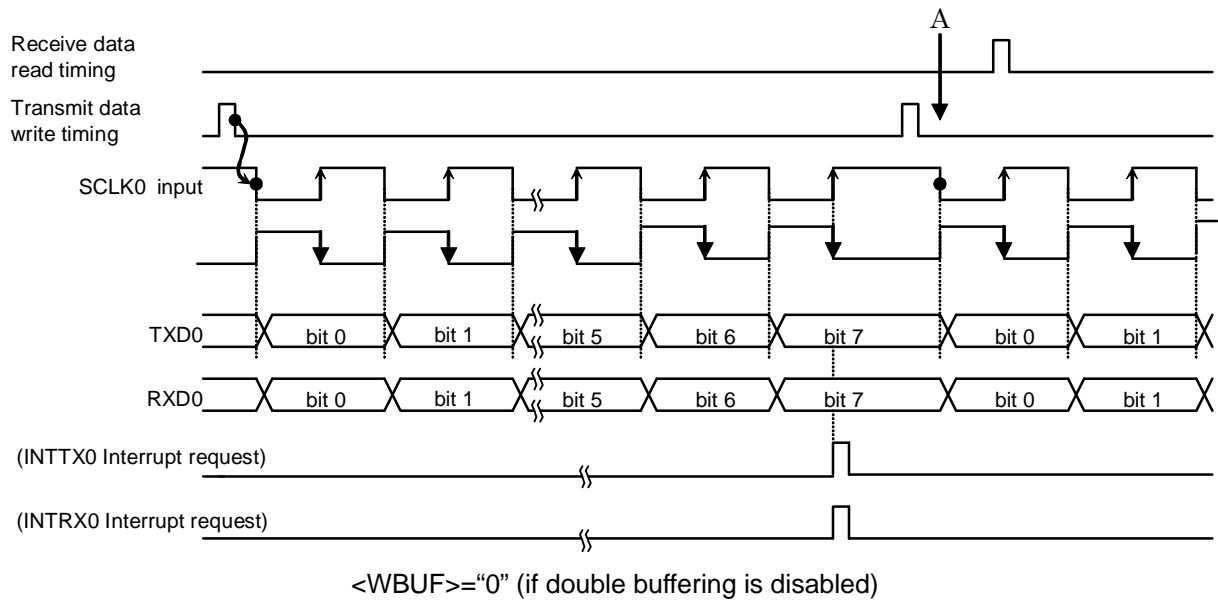 A
Receive data
read timing
Transmit data
write timing
SCLK0 input
TXD0 bit 0 bit 1 bit 5 bit 6 bit 7 bit 0 bit 1
RXD0 bit 0 bit 1 bit 5 bit 6 bit 7 bit 0 bit 1
(INTTX0 Interrupt request)
(INTRX0 Interrupt request)
<WBUF>=“0” (if double buffering is disabled)